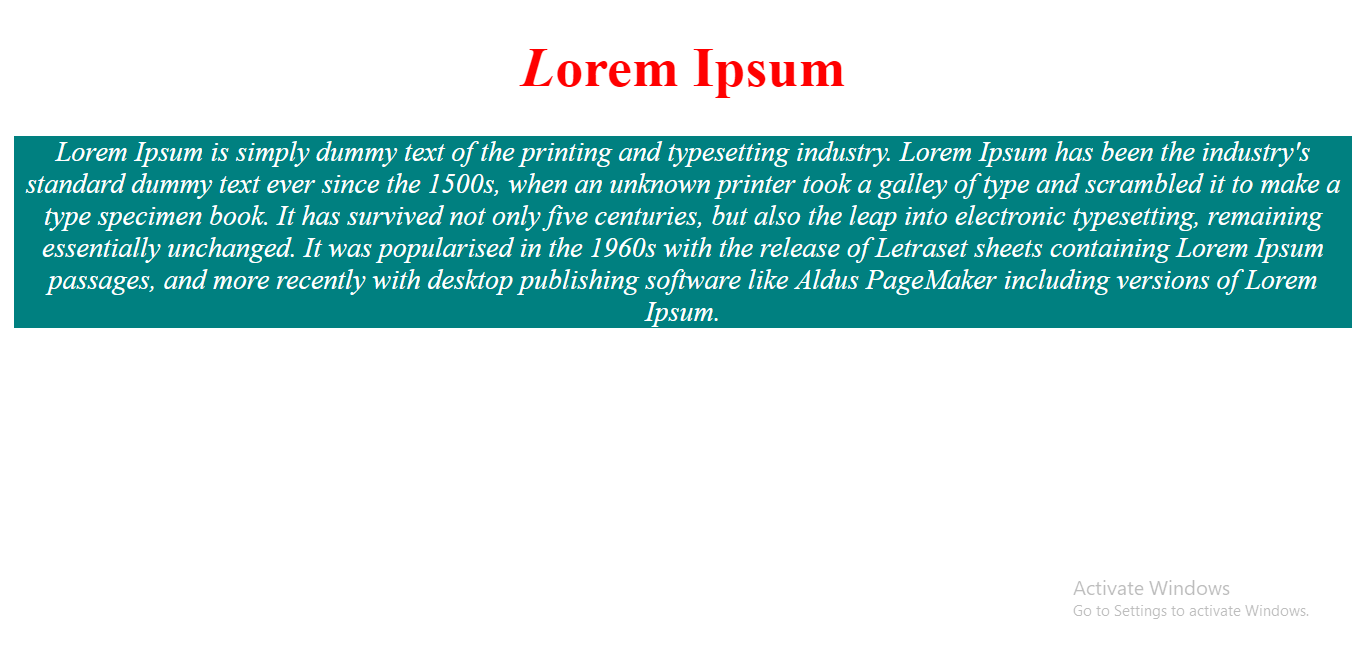 Lorem Ipsum
Lorem Ipsum is simply dummy text of the printing and typesetting industry. Lorem Ipsum has been the industry's
standard dummy text ever since the 1500s, when an unknown printer took a galley of type and scrambled it to make a
type specimen book. It has survived not only five centuries, but also the leap into electronic typesetting, remaining
essentially unchanged. It was popularised in the 1960s with the release of Letraset sheets containing Lorem Ipsum
passages, and more recently with desktop publishing software like Aldus PageMaker including versions of Lorem
Ipsum.
Activate Windows
Go to Settings to activate Windows.